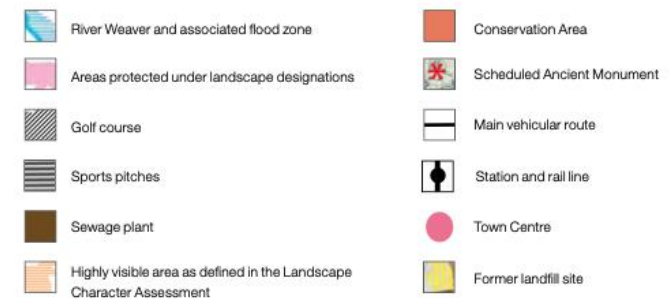 River Weaver and associated flood zone
Areas protected under landscape designations
Golf course
Sports pitches
Sewage plant
Highly visible area as defined in the Landscape
Character Assessment
Conservation Area
Scheduled Ancient Monument
Main vehicular route
Station and rail line
Town Centre
Former landfill site